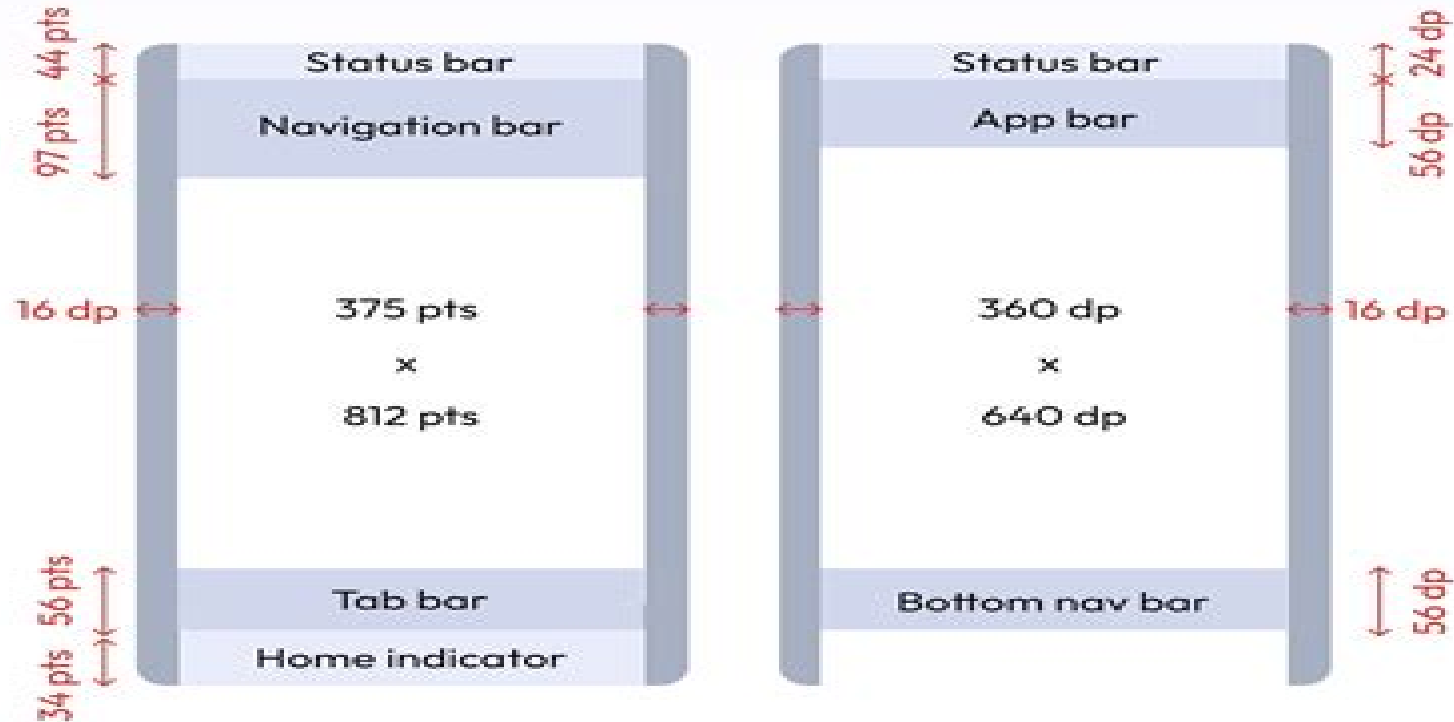 44 pts
Status bar
97 pts
Navigation bar
16 dp
375 pts
x
812 pts
56 pts
Tab bar
34 pts
Home indicator
Status bar
24 dp
App bar
56 dp
360 dp
x
640 dp
16 dp
Bottom nav bar
56 dp